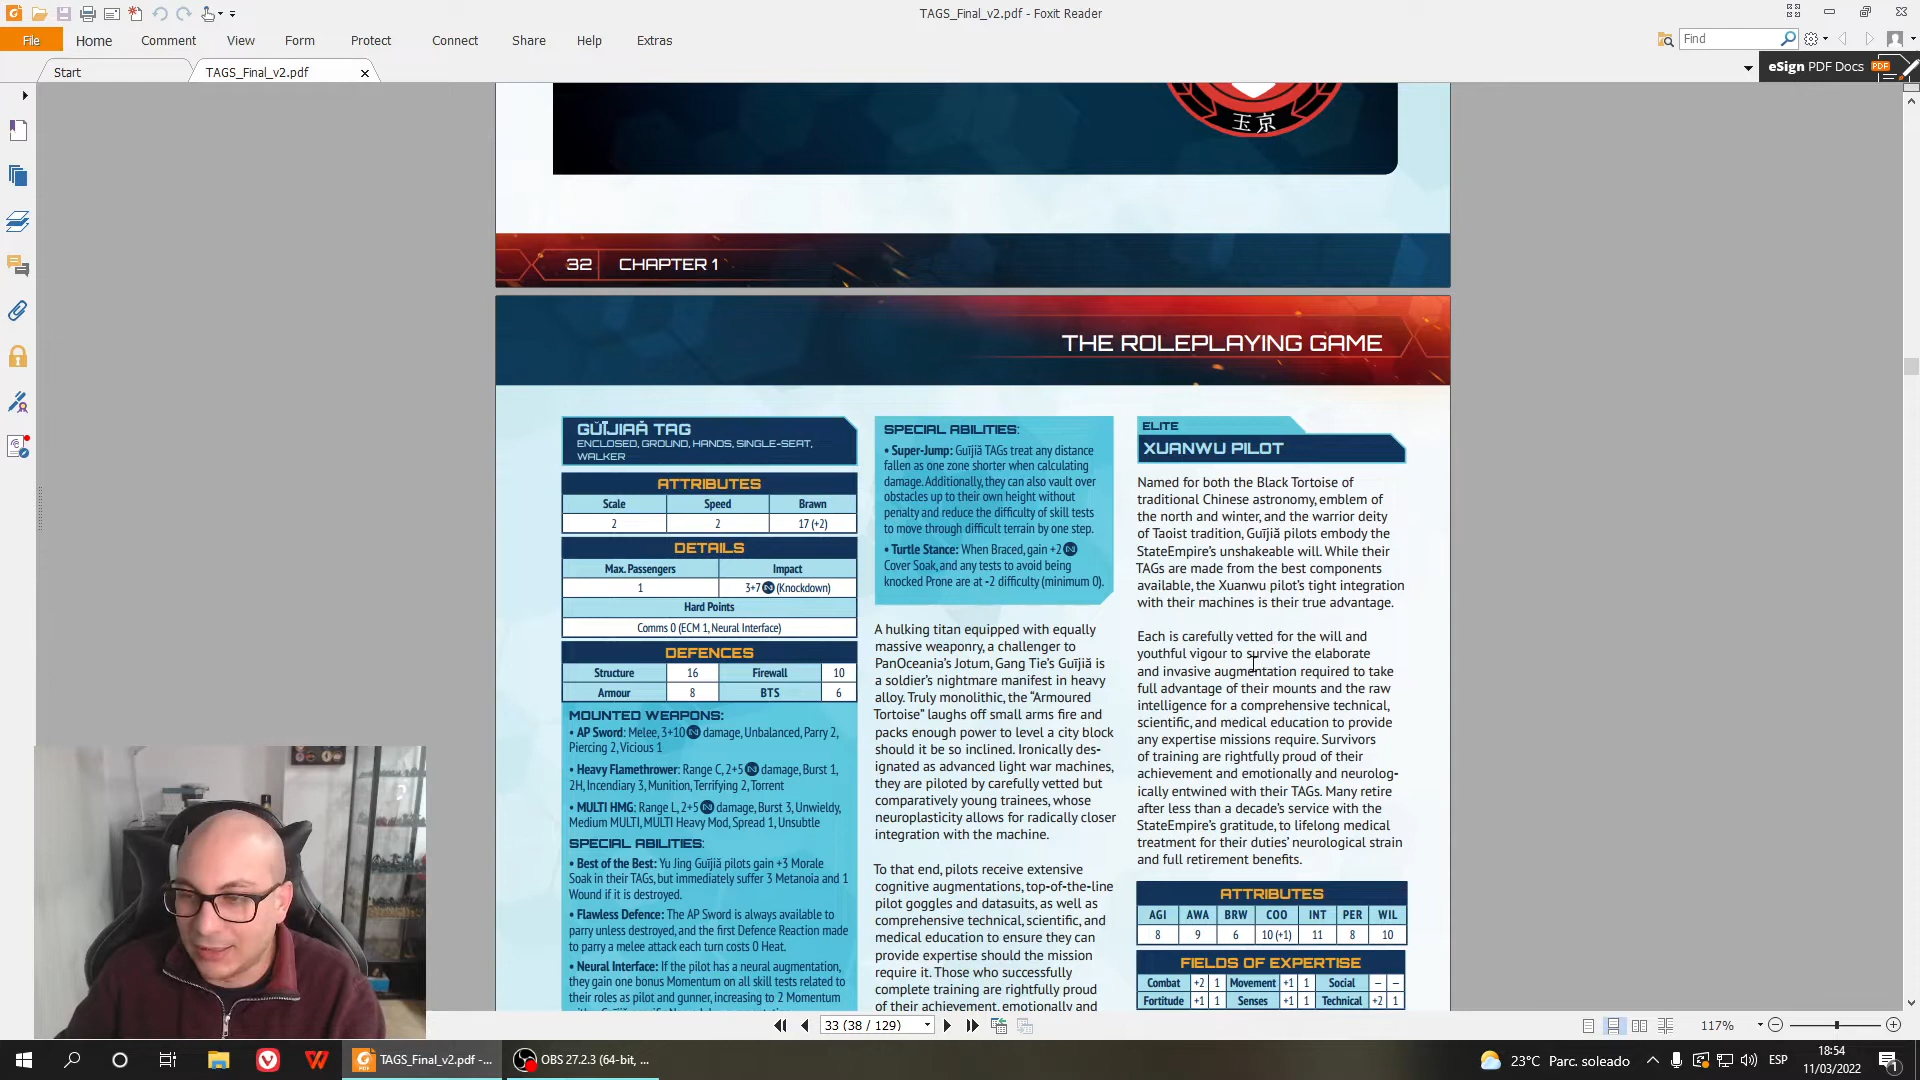 TAGS_Final_v2.pdf - Foxit Reader
File Home Comment View Form Protect Connect Share Help Extras
Find
Start
TAGS_Final_v2.pdf
eSign PDF Docs
PDF
玉京
32 CHAPTER 1
THE ROLEPLAYING GAME
GŬĪJIAǍ TAG
ENCLOSED, GROUND, HANDS, SINGLE-SEAT,
WALKER
ATTRIBUTES
Scale Speed Brawn
2 2 17 (+2)
DETAILS
Max. Passengers Impact
1 3+7 N (Knockdown)
Hard Points
Comms 0 (ECM 1, Neural Interface)
DEFENCES
Structure 16 Firewall 10
Armour 8 BTS 6
MOUNTED WEAPONS:
• AP Sword: Melee, 3+10 N damage, Unbalanced, Parry 2,
Piercing 2, Vicious 1
• Heavy Flamethrower: Range C, 2+5 N damage, Burst 1,
2H, Incendiary 3, Munition, Terrifying 2, Torrent
• MULTI HMG: Range L, 2+5 N damage, Burst 3, Unwieldy,
Medium MULTI, MULTI Heavy Mod, Spread 1, Unsubtle
SPECIAL ABILITIES:
• Best of the Best: Yu Jing Guījiă pilots gain +3 Morale
Soak in their TAGs, but immediately suffer 3 Metanoia and 1
Wound if it is destroyed.
• Flawless Defence: The AP Sword is always available to
parry unless destroyed, and the first Defence Reaction made
to parry a melee attack each turn costs 0 Heat.
• Neural Interface: If the pilot has a neural augmentation,
they gain one bonus Momentum on all skill tests related to
their roles as pilot and gunner, increasing to 2 Momentum
SPECIAL ABILITIES:
• Super-Jump: Guījiă TAGs treat any distance
fallen as one zone shorter when calculating
damage. Additionally, they can also vault over
obstacles up to their own height without
penalty and reduce the difficulty of skill tests
to move through difficult terrain by one step.
• Turtle Stance: When Braced, gain +2 N
Cover Soak, and any tests to avoid being
knocked Prone are at -2 difficulty (minimum 0).
A hulking titan equipped with equally
massive weaponry, a challenger to
PanOceania's Jotum, Gang Tie's Guījiă is
a soldier's nightmare manifest in heavy
alloy. Truly monolithic, the "Armoured
Tortoise" laughs off small arms fire and
packs enough power to level a city block
should it be so inclined. Ironically des-
ignated as advanced light war machines,
they are piloted by carefully vetted but
comparatively young trainees, whose
neuroplasticity allows for radically closer
integration with the machine.
To that end, pilots receive extensive
cognitive augmentations, top-of-the-line
pilot goggles and datasuits, as well as
comprehensive technical, scientific, and
medical education to ensure they can
provide expertise should the mission
require it. Those who successfully
complete training are rightfully proud
of their achievement, emotionally and
ELITE
XUANWU PILOT
Named for both the Black Tortoise of
traditional Chinese astronomy, emblem of
the north and winter, and the warrior deity
of Taoist tradition, Guījiă pilots embody the
StateEmpire's unshakeable will. While their
TAGs are made from the best components
available, the Xuanwu pilot's tight integration
with their machines is their true advantage.
Each is carefully vetted for the will and
youthful vigour to survive the elaborate
and invasive augmentation required to take
full advantage of their mounts and the raw
intelligence for a comprehensive technical,
scientific, and medical education to provide
any expertise missions require. Survivors
of training are rightfully proud of their
achievement and emotionally and neurolog-
ically entwined with their TAGs. Many retire
after less than a decade's service with the
StateEmpire's gratitude, to lifelong medical
treatment for their duties' neurological strain
and full retirement benefits.
ATTRIBUTES
AGI AWA BRW COO INT PER WIL
8 9 6 10 (+1) 11 8 10
FIELDS OF EXPERTISE
Combat +2 1 Movement +1 1 Social – –
Fortitude +1 1 Senses +1 1 Technical +2 1
33 (38 / 129)
117%
TAGS_Final_v2.pdf -...
OBS 27.2.3 (64-bit, ...
23°C Parc. soleado
ESP
18:54
11/03/2022
1